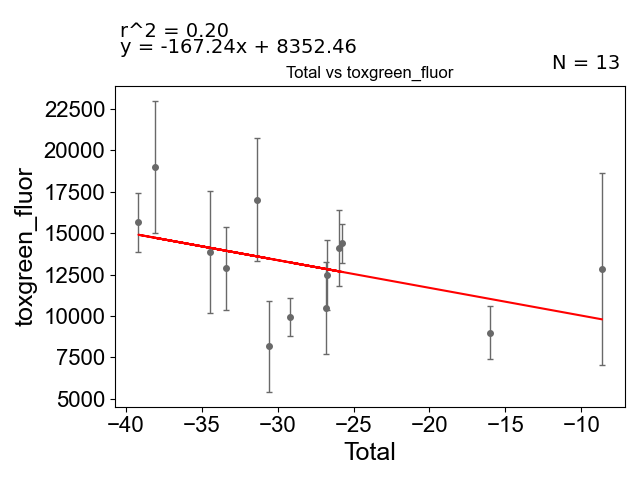 r^2 = 0.20
y = -167.24x + 8352.46
N = 13
Total vs toxgreen_fluor
22500
20000
17500
15000
12500
10000
7500
5000
toxgreen_fluor
−40
−35
−30
−25
−20
−15
−10
Total